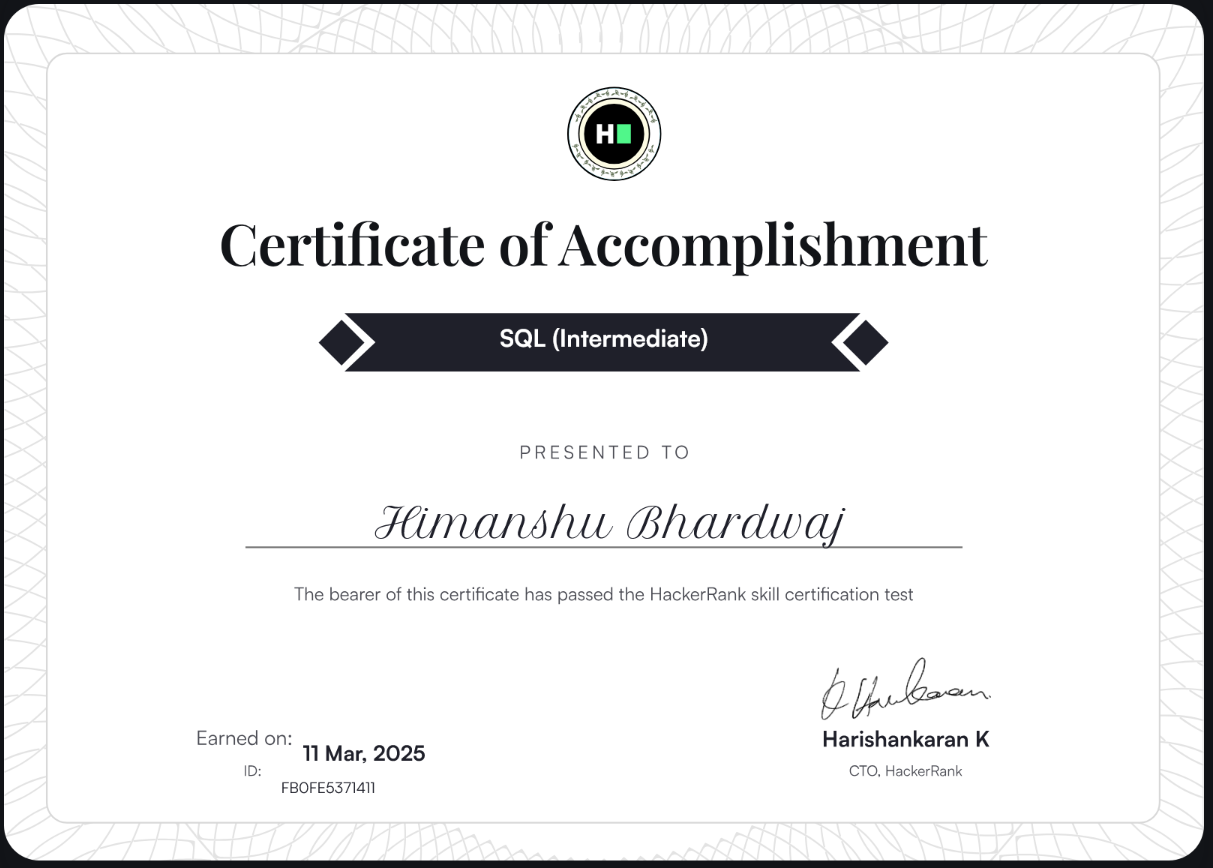 H
Certificate of Accomplishment
SQL (Intermediate)
PRESENTED TO
Himanshu Bhardwaj
The bearer of this certificate has passed the HackerRank skill certification test
Earned on: 11 Mar, 2025
ID: FB0FE5371411
Harishankaran K
CTO, HackerRank